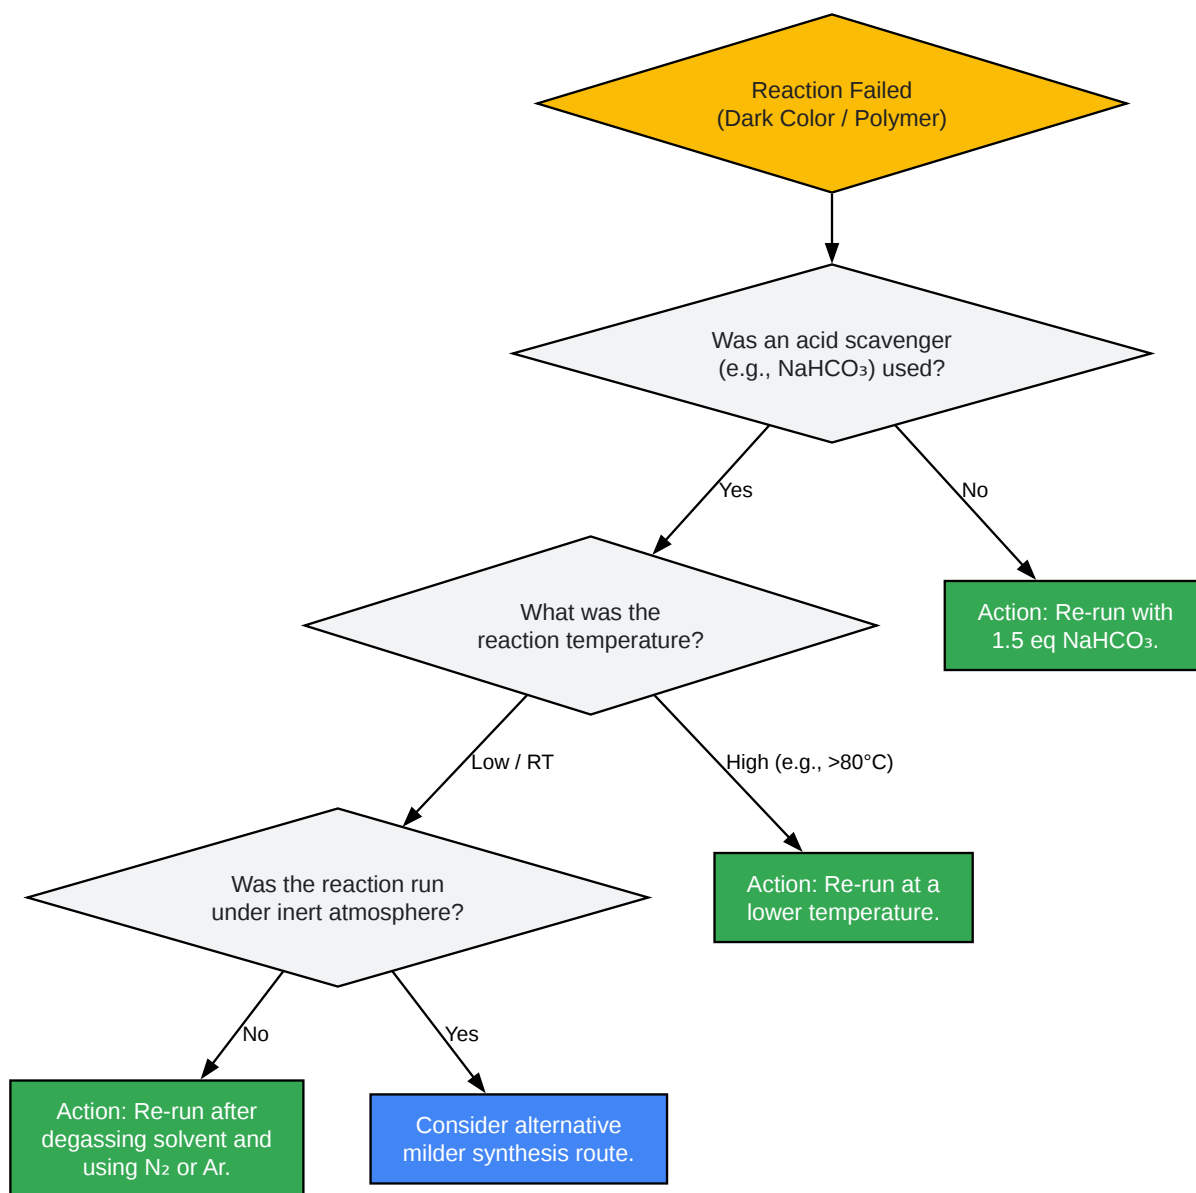 Reaction Failed
(Dark Color / Polymer)
Was an acid scavenger
(e.g., NaHCO₃) used?
Yes
No
What was the
reaction temperature?
Action: Re-run with
1.5 eq NaHCO₃.
Low / RT
High (e.g., >80°C)
Was the reaction run
under inert atmosphere?
Action: Re-run at a
lower temperature.
No
Yes
Action: Re-run after
degassing solvent and
using N₂ or Ar.
Consider alternative
milder synthesis route.